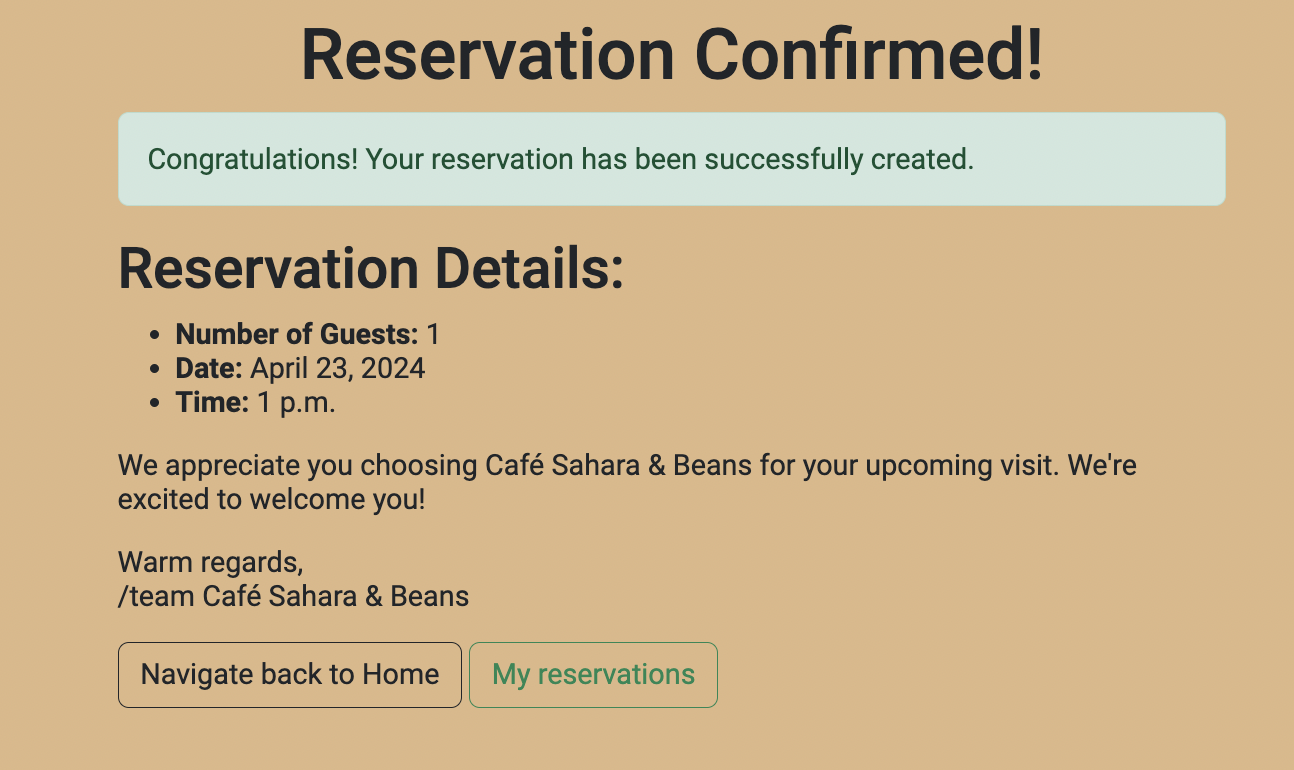 Reservation Confirmed!
Congratulations! Your reservation has been successfully created.
Reservation Details:
• Number of Guests: 1
• Date: April 23, 2024
• Time: 1 p.m.
We appreciate you choosing Café Sahara & Beans for your upcoming visit. We're
excited to welcome you!
Warm regards,
/team Café Sahara & Beans
Navigate back to Home
My reservations